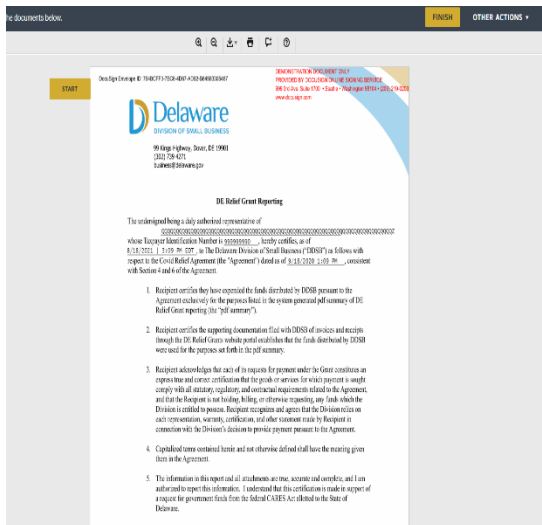 he documents below.
FINISH
OTHER ACTIONS
START
DEMONSTRATION DOCUMENT ONLY
PROVIDED BY DOCUSIGN ONLINE SIGNING SERVICE
www.docusign.com
DocuSign Envelope ID:
Delaware
DIVISION OF SMALL BUSINESS
99 Kings Highway, Dover, DE 19901
(302) 739-4271
business@delaware.gov
DE Relief Grant Reporting
The undersigned being a duly authorized representative of
whose Taxpayer Identification Number is 999999999 , hereby certifies, as of
8/18/2021 | 1:09 PM EDT, to The Delaware Division of Small Business ("DDSB") as follows with
respect to the Covid Relief Agreement (the "Agreement") dated as of 9/18/2020 1:09 PM , consistent
with Section 4 and 6 of the Agreement.
1. Recipient certifies they have expended the funds distributed by DDSB pursuant to the
Agreement exclusively for the purposes listed in the system generated pdf summary of DE
Relief Grant reporting (the "pdf summary").
2. Recipient certifies the supporting documentation filed with DDSB of invoices and receipts
through the DE Relief Grants website portal establishes that the funds distributed by DDSB
were used for the purposes set forth in the pdf summary.
3. Recipient acknowledges that each of its requests for payment under the Grant constitutes an
express true and correct certification that the goods or services for which payment is sought
comply with all statutory, regulatory, and contractual requirements related to the Agreement,
and that the Recipient is not holding, billing, or otherwise requesting, any funds which the
Division is entitled to possess. Recipient recognizes and agrees that the Division relies on
each representation, warranty, certification, and other statement made by Recipient in
connection with the Division's decision to provide payment pursuant to the Agreement.
4. Capitalized terms contained herein and not otherwise defined shall have the meaning given
them in the Agreement.
5. The information in this report and all attachments are true, accurate and complete, and I am
authorized to report this information. I understand that this certification is made in support of
a request for government funds from the federal CARES Act allotted to the State of
Delaware.